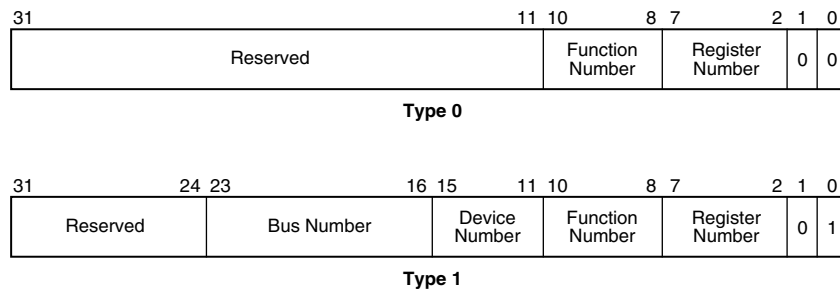 31 11 10 8 7 2 1 0
Reserved Function Number Register Number 0 0
Type 0
31 24 23 16 15 11 10 8 7 2 1 0
Reserved Bus Number Device Number Function Number Register Number 0 1
Type 1